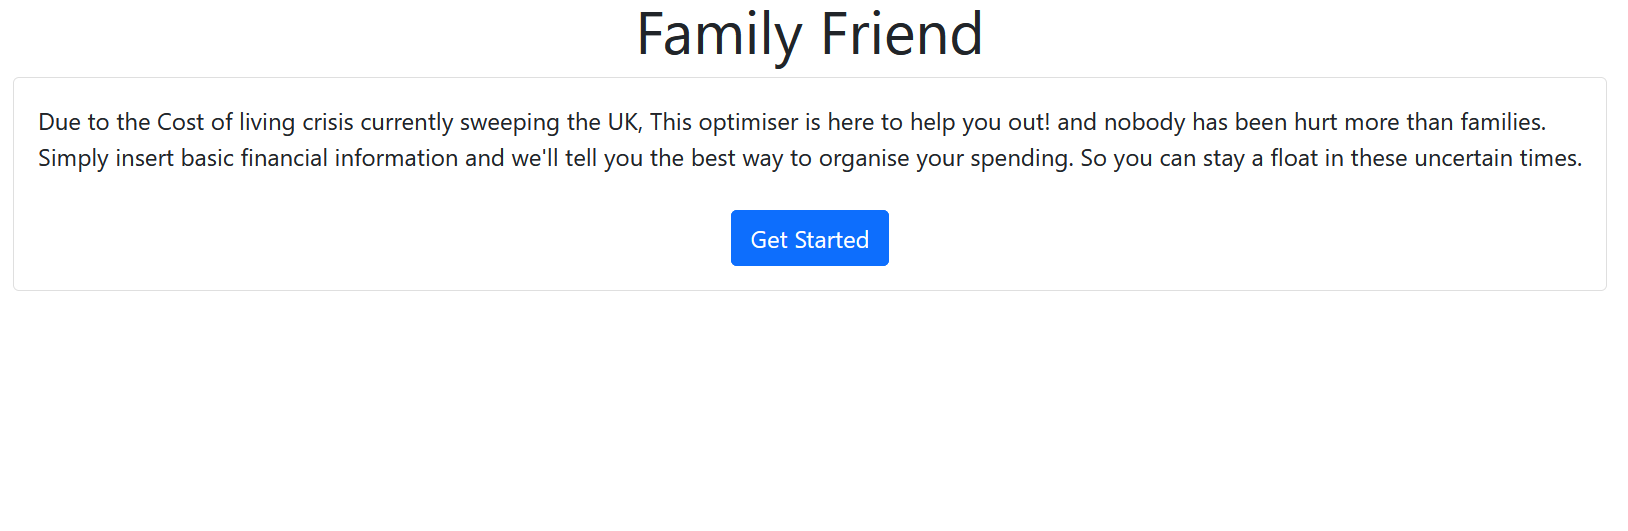 Family Friend
Due to the Cost of living crisis currently sweeping the UK, This optimiser is here to help you out! and nobody has been hurt more than families.
Simply insert basic financial information and we'll tell you the best way to organise your spending. So you can stay a float in these uncertain times.
Get Started